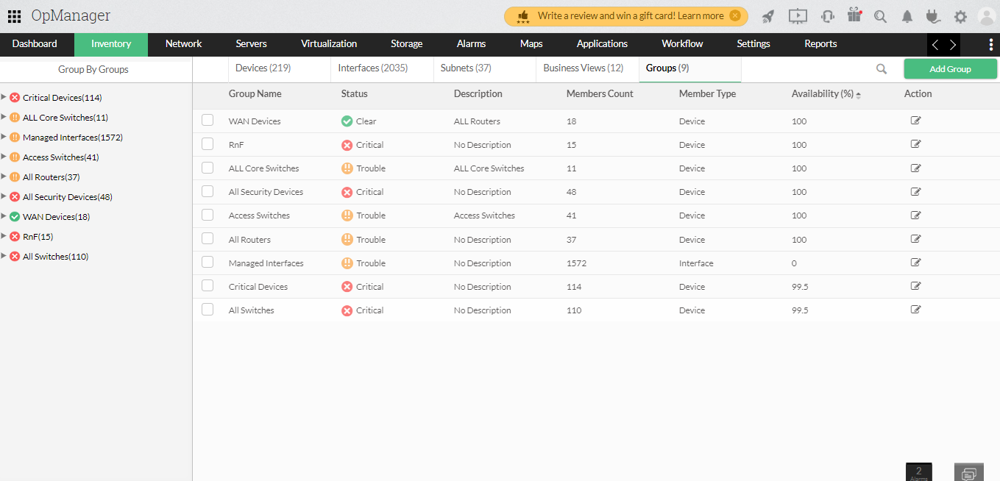 OpManager
Write a review and win a gift card! Learn more
Dashboard Inventory Network Servers Virtualization Storage Alarms Maps Applications Workflow Settings Reports
Group By Groups
Devices (219) Interfaces (2035) Subnets (37) Business Views (12) Groups (9) Add Group
Critical Devices(114)
ALL Core Switches(11)
Managed Interfaces(1572)
Access Switches(41)
All Routers(37)
All Security Devices(48)
WAN Devices(18)
RnF(15)
All Switches(110)
Group Name Status Description Members Count Member Type Availability (%) Action
WAN Devices Clear ALL Routers 18 Device 100
RnF Critical No Description 15 Device 100
ALL Core Switches Trouble ALL Core Switches 11 Device 100
All Security Devices Critical No Description 48 Device 100
Access Switches Trouble Access Switches 41 Device 100
All Routers Trouble No Description 37 Device 100
Managed Interfaces Trouble No Description 1572 Interface 0
Critical Devices Critical No Description 114 Device 99.5
All Switches Critical No Description 110 Device 99.5
2
Alarms